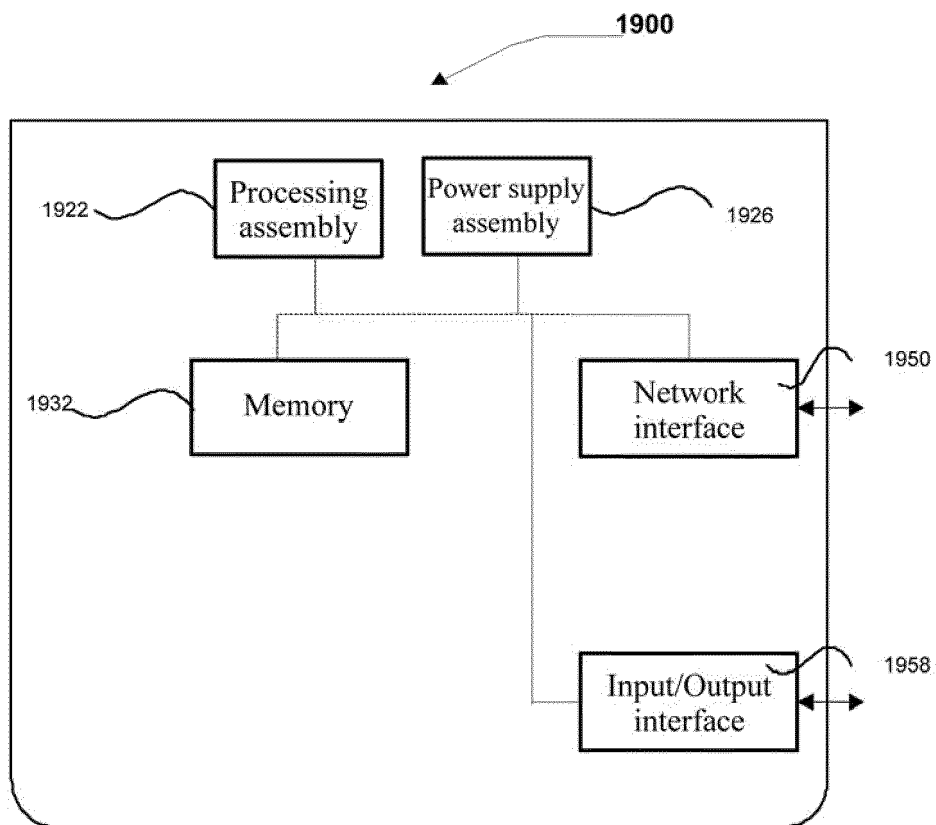 1900
Processing
assembly
Power supply
assembly
1922
1926
Memory
1932
Network
interface
1950
Input/Output
interface
1958